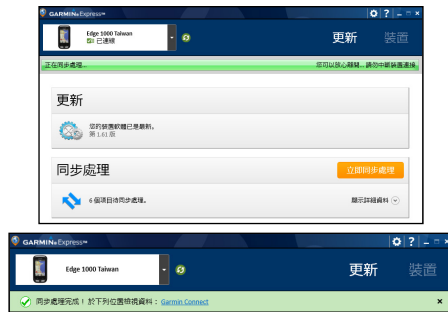 GARMIN Express™
Edge 1000 Taiwan
已連線
更新 裝置
正在同步處理... 您可以放心離開... 請勿中斷裝置連線。
更新
您的裝置軟體已是最新。
第 1.61 版
同步處理 立即同步處理
6 個項目待同步處理。 顯示詳細資料
GARMIN Express™
Edge 1000 Taiwan
更新 裝置
同步處理完成！ 於下列位置檢視資料： Garmin Connect